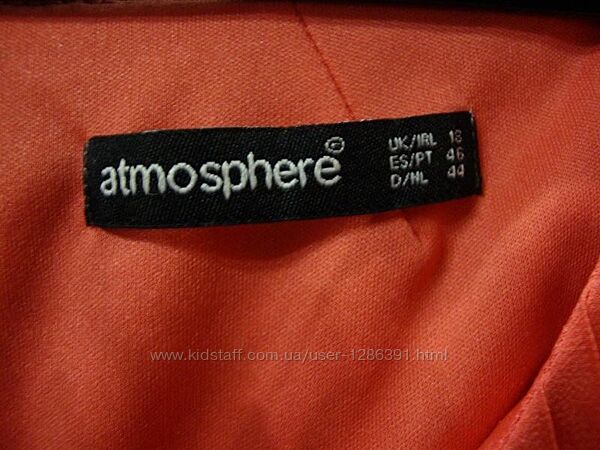 atmosphere©
UK/IRL 18
ES/PT 46
D/NL 44
www.kidstaff.com.ua/user-1286391.html